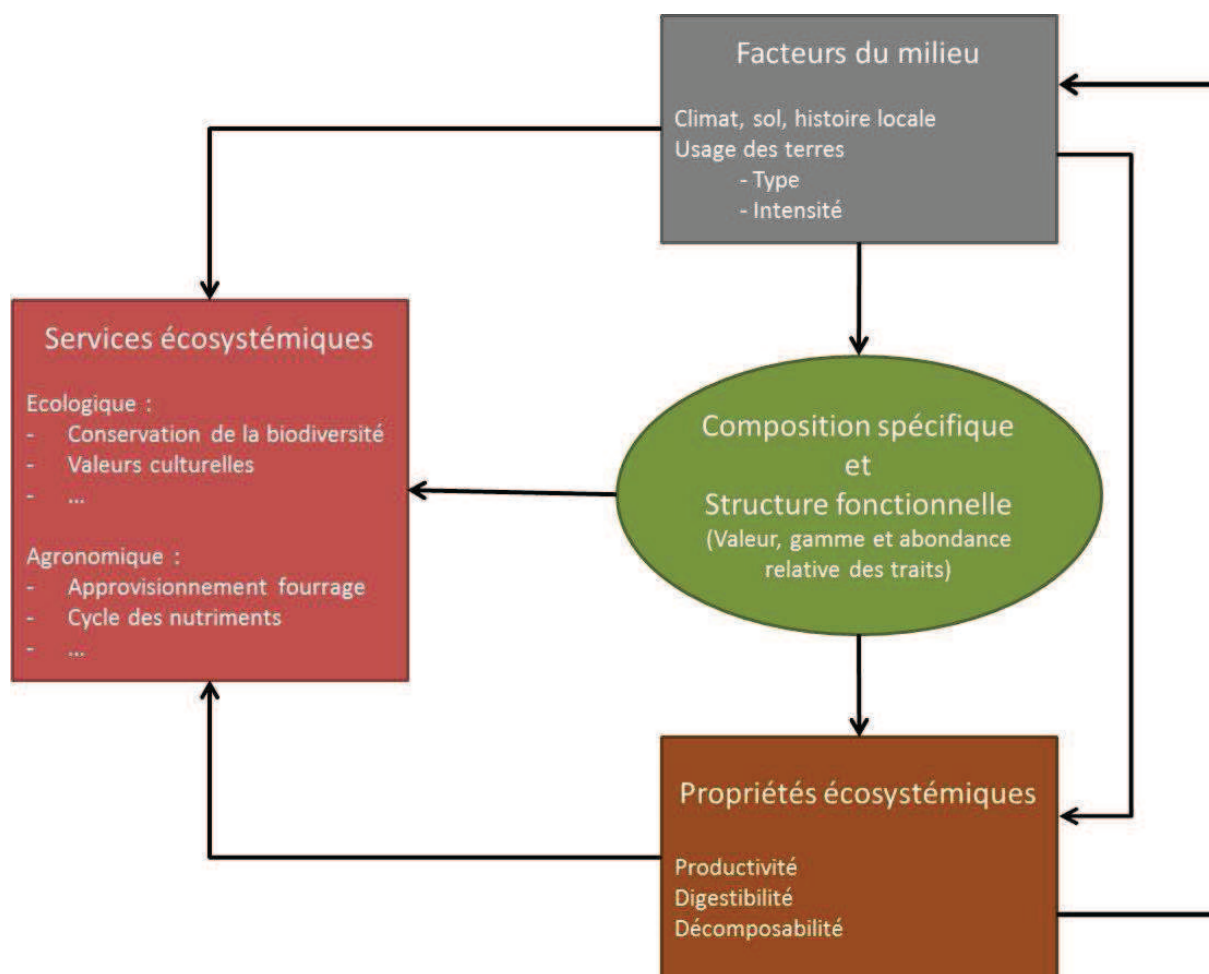 Facteurs du milieu
Climat, sol, histoire locale
Usage des terres
- Type
- Intensité
Services écosystémiques
Ecologique :
- Conservation de la biodiversité
- Valeurs culturelles
- ...
Agronomique :
- Approvisionnement fourrage
- Cycle des nutriments
- ...
Composition spécifique
et
Structure fonctionnelle
(Valeur, gamme et abondance
relative des traits)
Propriétés écosystémiques
Productivité
Digestibilité
Décomposabilité